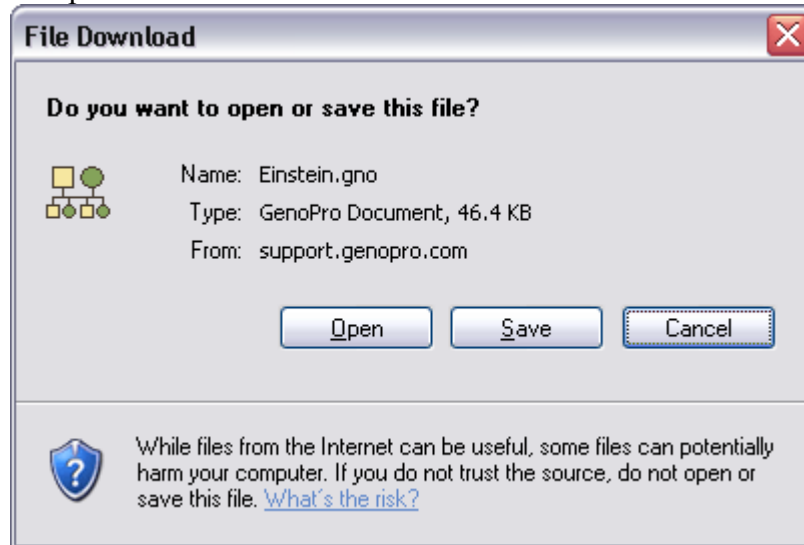 File Download
Do you want to open or save this file?
Name: Einstein.gno
Type: GenoPro Document, 46.4 KB
From: support.genopro.com
Open Save Cancel
While files from the Internet can be useful, some files can potentially
harm your computer. If you do not trust the source, do not open or
save this file. What's the risk?